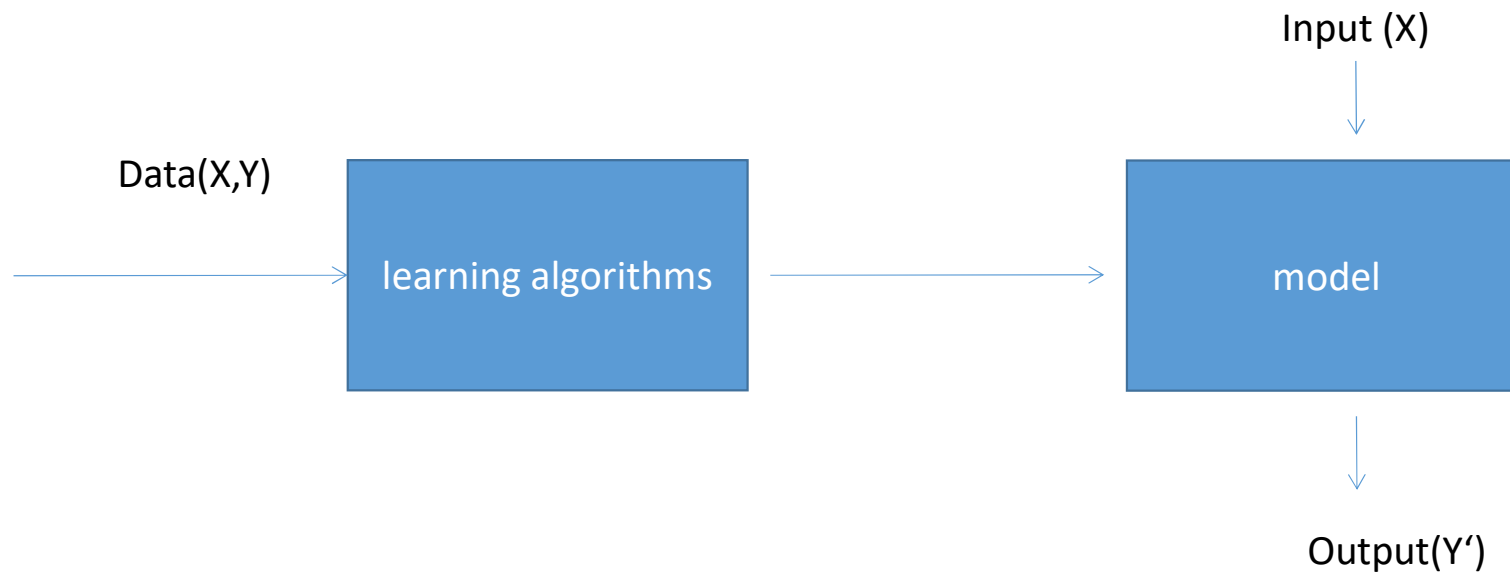 Input (X)
Data(X,Y)
learning algorithms
model
Output(Y‘)